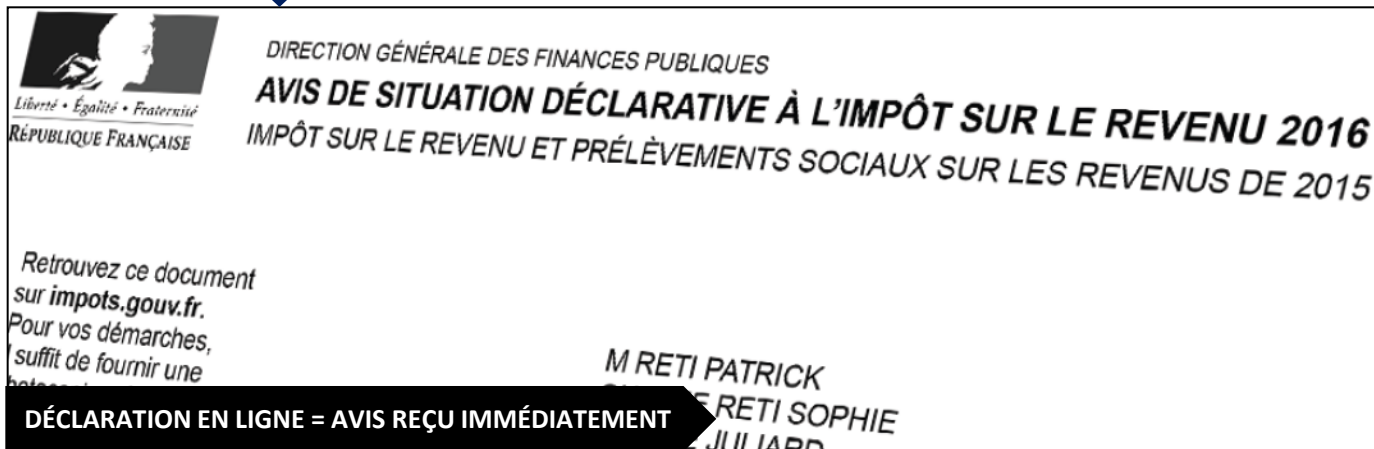 Liberté • Égalité • Fraternité
RÉPUBLIQUE FRANÇAISE
DIRECTION GÉNÉRALE DES FINANCES PUBLIQUES
AVIS DE SITUATION DÉCLARATIVE À L'IMPÔT SUR LE REVENU 2016
IMPÔT SUR LE REVENU ET PRÉLÈVEMENTS SOCIAUX SUR LES REVENUS DE 2015
Retrouvez ce document
sur impots.gouv.fr.
Pour vos démarches,
suffit de fournir une
M RETI PATRICK
RETI SOPHIE
JULIARD
DÉCLARATION EN LIGNE = AVIS REÇU IMMÉDIATEMENT